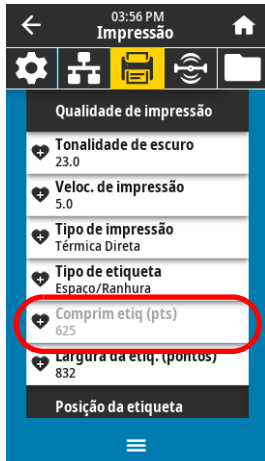 03:56 PM
Impressão
Qualidade de impressão
Tonalidade de escuro
23.0
Veloc. de impressão
5.0
Tipo de impressão
Térmica Direta
Tipo de etiqueta
Espaço/Ranhura
Comprim etiq (pts)
625
Largura da etiq. (pontos)
832
Posição da etiqueta